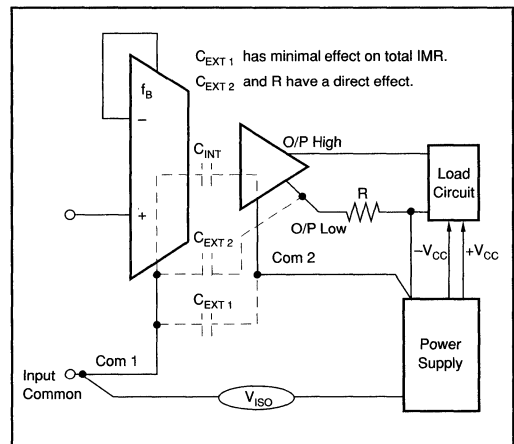 C_EXT 1 has minimal effect on total IMR.
C_EXT 2 and R have a direct effect.
f_B
−
+
C_INT
O/P High
Load
Circuit
R
O/P Low
C_EXT 2
Com 2
−V_CC
+V_CC
C_EXT 1
Power
Supply
Com 1
Input
Common
V_ISO